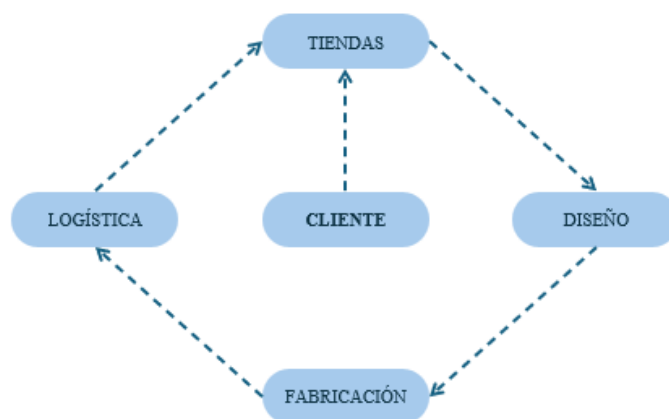 TIENDAS
LOGÍSTICA
CLIENTE
DISEÑO
FABRICACIÓN